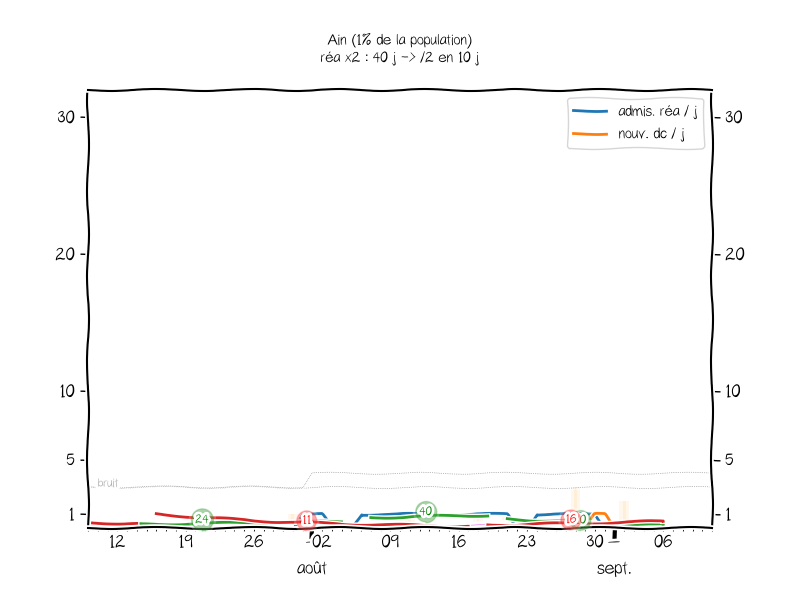 Ain (1% de la population)
réa x2 : 40 j -> /2 en 10 j
admis. réa / j
nouv. dc / j
30 30
20 20
10 10
5 5
bruit
1 24 11 40 16 1
12 19 26 02 09 16 23 30 06
août sept.